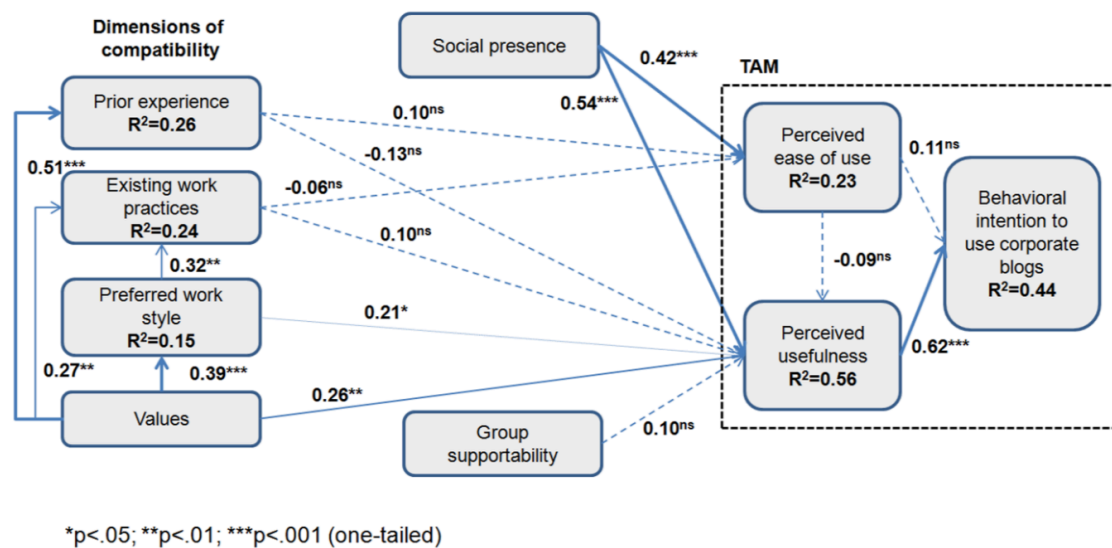 Dimensions of
compatibility
Prior experience
R²=0.26
Existing work
practices
R²=0.24
Preferred work
style
R²=0.15
Values
0.51***
0.32**
0.27**
0.39***
Social presence
0.42***
0.54***
0.10ⁿˢ
-0.13ⁿˢ
-0.06ⁿˢ
0.10ⁿˢ
0.21*
0.26**
Group
supportability
0.10ⁿˢ
TAM
Perceived
ease of use
R²=0.23
0.11ⁿˢ
-0.09ⁿˢ
Perceived
usefulness
R²=0.56
0.62***
Behavioral
intention to
use corporate
blogs
R²=0.44
*p<.05; **p<.01; ***p<.001 (one-tailed)